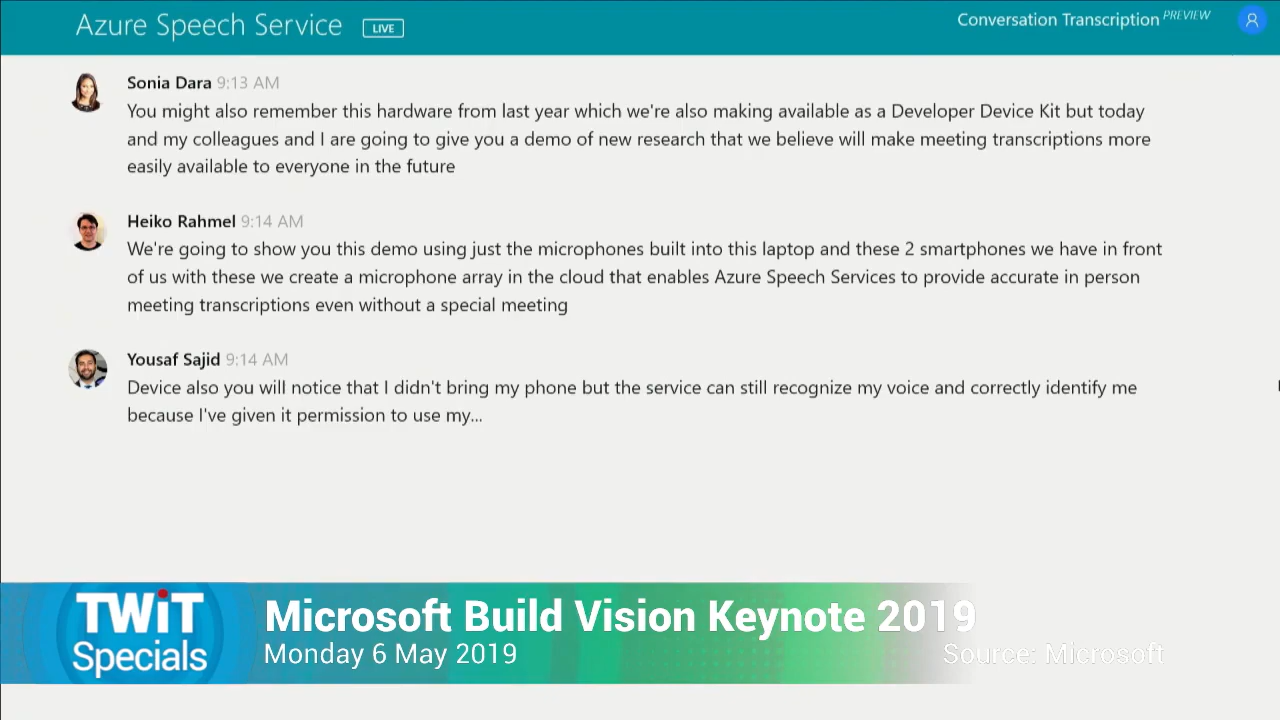 Azure Speech Service LIVE
Conversation Transcription PREVIEW
Sonia Dara 9:13 AM
You might also remember this hardware from last year which we're also making available as a Developer Device Kit but today
and my colleagues and I are going to give you a demo of new research that we believe will make meeting transcriptions more
easily available to everyone in the future
Heiko Rahmel 9:14 AM
We're going to show you this demo using just the microphones built into this laptop and these 2 smartphones we have in front
of us with these we create a microphone array in the cloud that enables Azure Speech Services to provide accurate in person
meeting transcriptions even without a special meeting
Yousaf Sajid 9:14 AM
Device also you will notice that I didn't bring my phone but the service can still recognize my voice and correctly identify me
because I've given it permission to use my...
TWiT
Specials
Microsoft Build Vision Keynote 2019
Monday 6 May 2019
Source: Microsoft